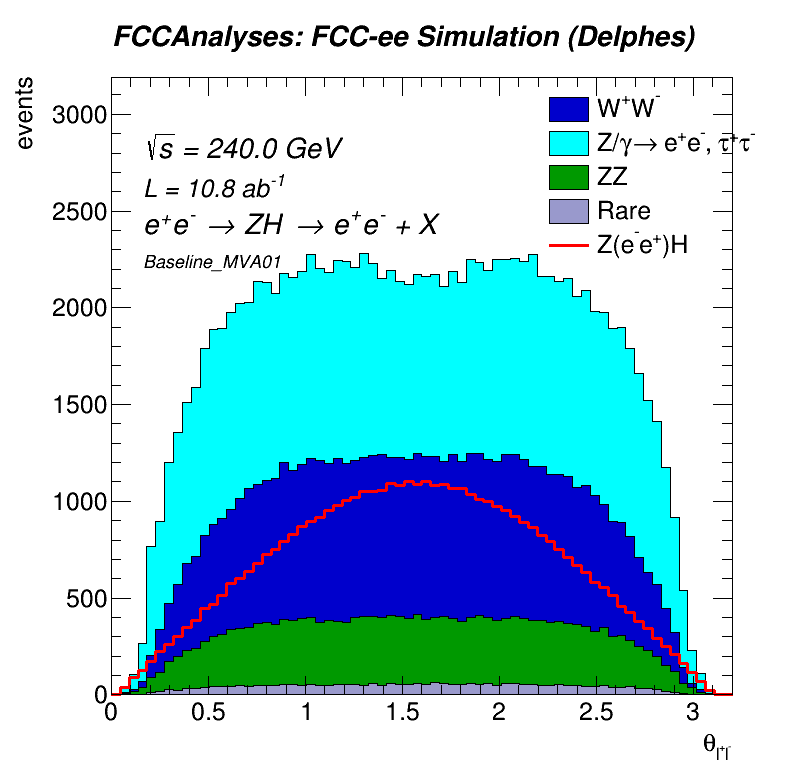 FCCAnalyses: FCC-ee Simulation (Delphes)
events
3000
2500
2000
1500
1000
500
0
√s = 240.0 GeV
L = 10.8 ab⁻¹
e⁺e⁻ → ZH → e⁺e⁻ + X
Baseline_MVA01
W⁺W⁻
Z/γ→ e⁺e⁻, τ⁺τ⁻
ZZ
Rare
Z(e⁻e⁺)H
0 0.5 1 1.5 2 2.5 3
θ_l⁺l⁻